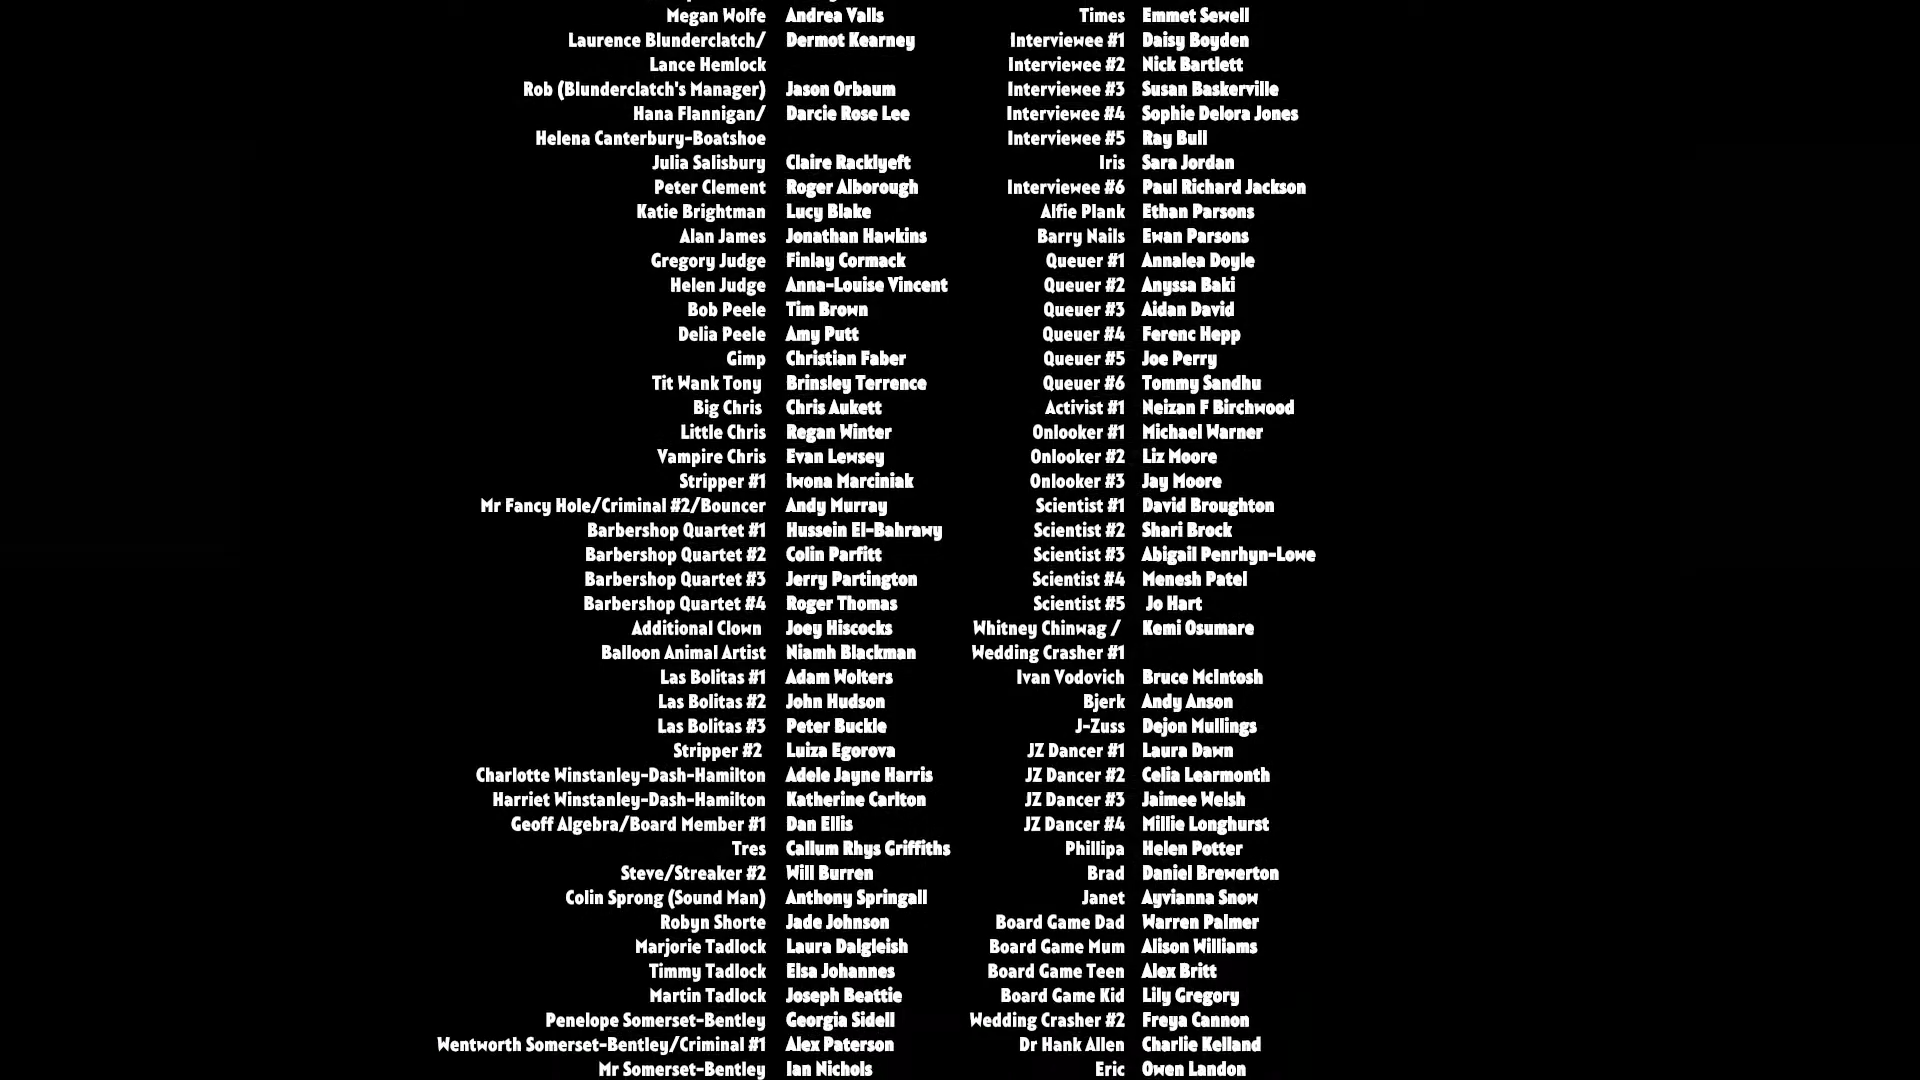 Megan Wolfe Andrea Valls
Laurence Blunderclatch/ Dermot Kearney
Lance Hemlock
Rob (Blunderclatch's Manager) Jason Orbaum
Hana Flannigan/ Darcie Rose Lee
Helena Canterbury-Boatshoe
Julia Salisbury Claire Racklyeft
Peter Clement Roger Alborough
Katie Brightman Lucy Blake
Alan James Jonathan Hawkins
Gregory Judge Finlay Cormack
Helen Judge Anna-Louise Vincent
Bob Peele Tim Brown
Delia Peele Amy Putt
Gimp Christian Faber
Tit Wank Tony Brinsley Terrence
Big Chris Chris Aukett
Little Chris Regan Winter
Vampire Chris Evan Lewsey
Stripper #1 Iwona Marciniak
Mr Fancy Hole/Criminal #2/Bouncer Andy Murray
Barbershop Quartet #1 Hussein El-Bahrawy
Barbershop Quartet #2 Colin Parfitt
Barbershop Quartet #3 Jerry Partington
Barbershop Quartet #4 Roger Thomas
Additional Clown Joey Hiscocks
Balloon Animal Artist Niamh Blackman
Las Bolitas #1 Adam Wolters
Las Bolitas #2 John Hudson
Las Bolitas #3 Peter Buckle
Stripper #2 Luiza Egorova
Charlotte Winstanley-Dash-Hamilton Adele Jayne Harris
Harriet Winstanley-Dash-Hamilton Katherine Carlton
Geoff Algebra/Board Member #1 Dan Ellis
Tres Callum Rhys Griffiths
Steve/Streaker #2 Will Burren
Colin Sprong (Sound Man) Anthony Springall
Robyn Shorte Jade Johnson
Marjorie Tadlock Laura Dalgleish
Timmy Tadlock Elsa Johannes
Martin Tadlock Joseph Beattie
Penelope Somerset-Bentley Georgia Sidell
Wentworth Somerset-Bentley/Criminal #1 Alex Paterson
Mr Somerset-Bentley Ian Nichols
Times Emmet Sewell
Interviewee #1 Daisy Boyden
Interviewee #2 Nick Bartlett
Interviewee #3 Susan Baskerville
Interviewee #4 Sophie Delora Jones
Interviewee #5 Ray Bull
Iris Sara Jordan
Interviewee #6 Paul Richard Jackson
Alfie Plank Ethan Parsons
Barry Nails Ewan Parsons
Queuer #1 Annalea Doyle
Queuer #2 Anyssa Baki
Queuer #3 Aidan David
Queuer #4 Ferenc Hepp
Queuer #5 Joe Perry
Queuer #6 Tommy Sandhu
Activist #1 Neizan F Birchwood
Onlooker #1 Michael Warner
Onlooker #2 Liz Moore
Onlooker #3 Jay Moore
Scientist #1 David Broughton
Scientist #2 Shari Brock
Scientist #3 Abigail Penrhyn-Lowe
Scientist #4 Menesh Patel
Scientist #5 Jo Hart
Whitney Chinwag / Kemi Osumare
Wedding Crasher #1
Ivan Vodovich Bruce McIntosh
Bjerk Andy Anson
J-Zuss Dejon Mullings
JZ Dancer #1 Laura Dawn
JZ Dancer #2 Celia Learmonth
JZ Dancer #3 Jaimee Welsh
JZ Dancer #4 Millie Longhurst
Phillipa Helen Potter
Brad Daniel Brewerton
Janet Ayvianna Snow
Board Game Dad Warren Palmer
Board Game Mum Alison Williams
Board Game Teen Alex Britt
Board Game Kid Lily Gregory
Wedding Crasher #2 Freya Cannon
Dr Hank Allen Charlie Kelland
Eric Owen Landon